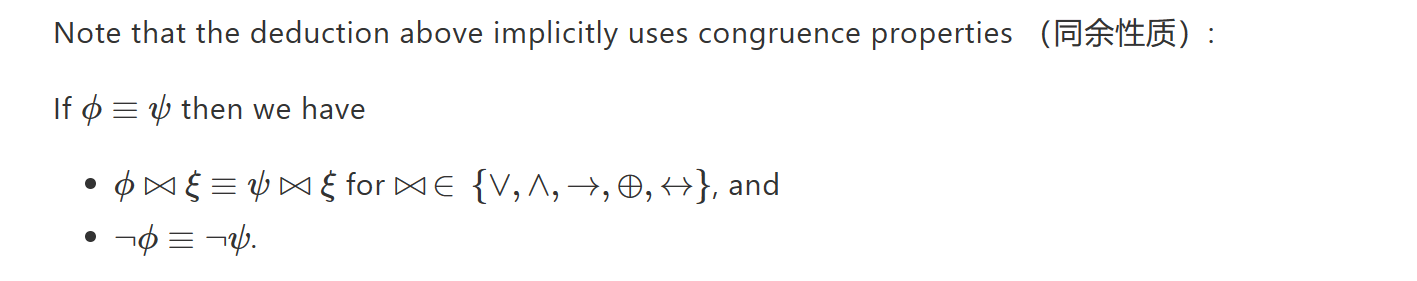 Note that the deduction above implicitly uses congruence properties （同余性质）:
If ϕ ≡ ψ then we have
• ϕ ⋈ ξ ≡ ψ ⋈ ξ for ⋈∈ {∨, ∧, →, ⊕, ↔}, and
• ¬ϕ ≡ ¬ψ.